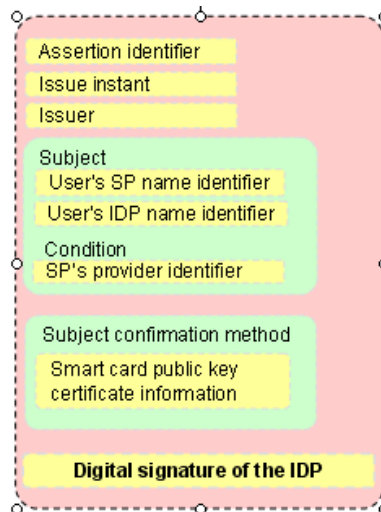 Assertion identifier
Issue instant
Issuer
Subject
User's SP name identifier
User's IDP name identifier
Condition
SP's provider identifier
Subject confirmation method
Smart card public key
certificate information
Digital signature of the IDP